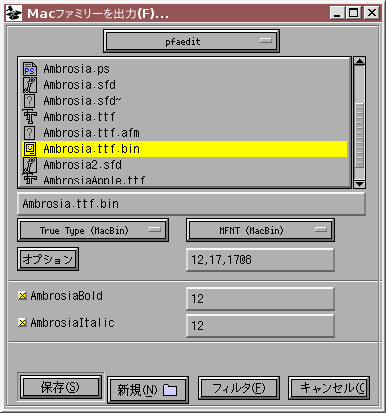 Macファミリーを出力(F)...
pfaedit
PS Ambrosia.ps
Ambrosia.sfd
? Ambrosia.sfd~
Ambrosia.ttf
? Ambrosia.ttf.afm
Ambrosia.ttf.bin
Ambrosia2.sfd
AmbrosiaApple.ttf
Ambrosia.ttf.bin
True Type (MacBin) NFNT (MacBin)
オプション 12,17,1708
AmbrosiaBold 12
AmbrosiaItalic 12
保存(S) 新規(N) フィルタ(F) キャンセル(C